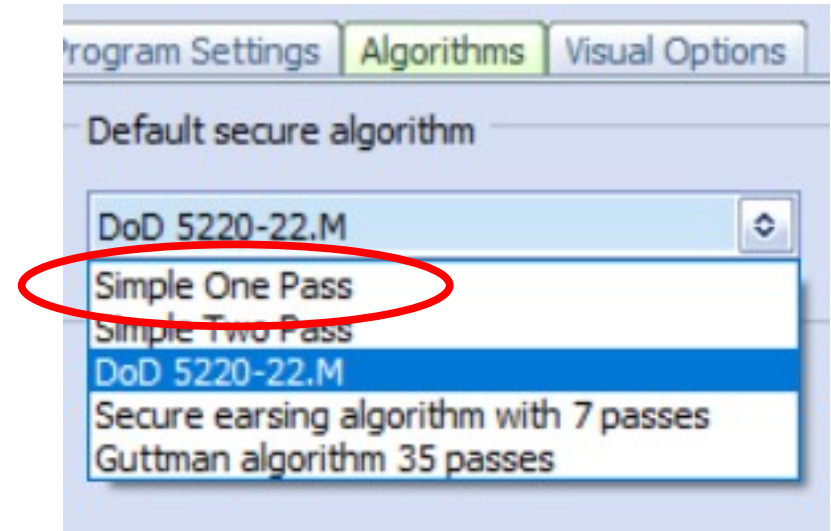 rogram Settings Algorithms Visual Options
Default secure algorithm
DoD 5220-22.M
Simple One Pass
Simple Two Pass
DoD 5220-22.M
Secure earsing algorithm with 7 passes
Guttman algorithm 35 passes